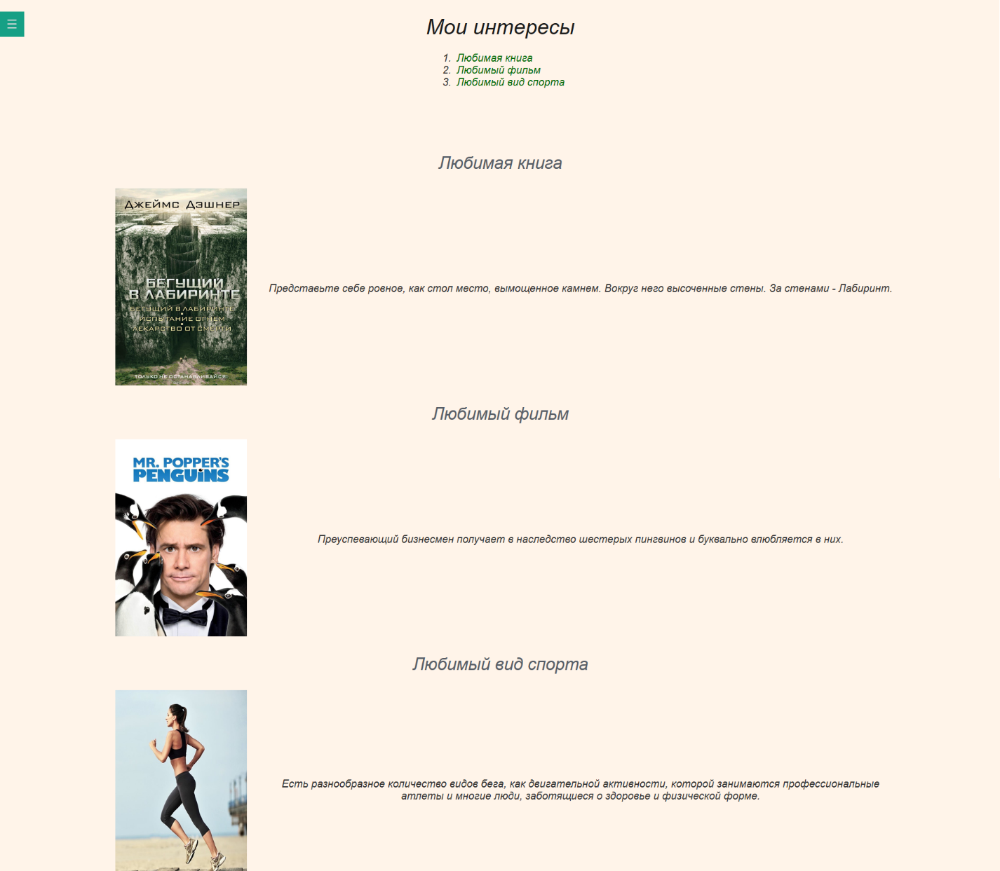 Мои интересы
1. Любимая книга
2. Любимый фильм
3. Любимый вид спорта
Любимая книга
ДЖЕЙМС ДЭШНЕР
БЕГУЩИЙ
В ЛАБИРИНТЕ
БЕГУЩИЙ В ЛАБИРИНТЕ
ИСПЫТАНИЕ ОГНЕМ
ЛЕКАРСТВО ОТ СМЕРТИ
ТОЛЬКО НЕ ОСТАНАВЛИВАЙСЯ!
Представьте себе ровное, как стол место, вымощенное камнем. Вокруг него высоченные стены. За стенами - Лабиринт.
Любимый фильм
MR. POPPER'S
PENGUINS
Преуспевающий бизнесмен получает в наследство шестерых пингвинов и буквально влюбляется в них.
Любимый вид спорта
Есть разнообразное количество видов бега, как двигательной активности, которой занимаются профессиональные
атлеты и многие люди, заботящиеся о здоровье и физической форме.